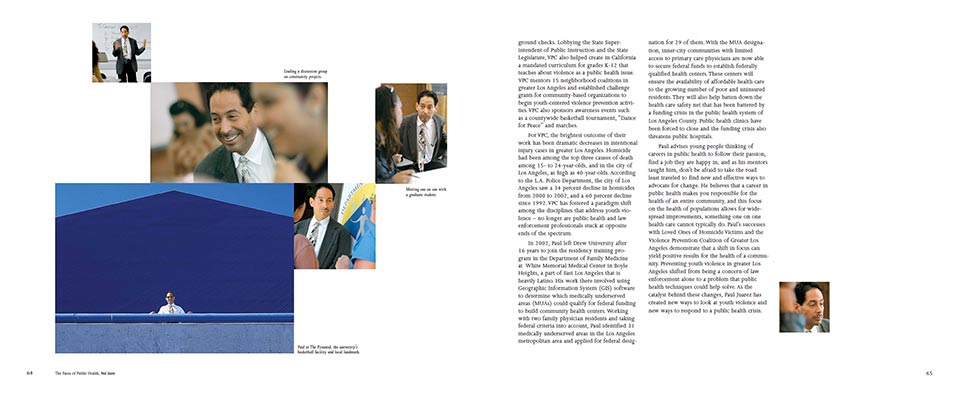 Leading a discussion group
on community project.
Meeting one on one with
a graduate student.
Paul at The Pyramid, the university's
basketball facility and local landmark.
64
The Faces of Public Health,
ground checks. Lobbying the State Super-
intendent of Public Instruction and the State
Legislature, VPC also helped create in California
a mandated curriculum for grades K-12 that
teaches about violence as a public health issue.
VPC mentors 15 neighborhood coalitions in
greater Los Angeles and established challenge
grants for community-based organizations to
begin youth-centered violence prevention activi-
ties. VPC also sponsors awareness events such
as a countywide basketball tournament, "Dance
for Peace" and marches.
For VPC, the brightest outcome of their
work has been dramatic decreases in intentional
injury cases in greater Los Angeles. Homicide
had been among the top three causes of death
among 15- to 24-year-olds, and in the city of
Los Angeles, as high as 40-year-olds. According
to the L.A. Police Department, the city of Los
Angeles saw a 34 percent decline in homicides
from 2000 to 2002, and a 40 percent decline
since 1992. VPC has fostered a paradigm shift
among the disciplines that address youth vio-
lence – no longer are public health and law
enforcement professionals stuck at opposite
ends of the spectrum.
In 2002, Paul left Drew University after
16 years to join the residency training pro-
gram in the Department of Family Medicine
at White Memorial Medical Center in Boyle
Heights, a part of East Los Angeles that is
heavily Latino. His work there involved using
Geographic Information System (GIS) software
to determine which medically underserved
areas (MUAs) could qualify for federal funding
to build community health centers. Working
with two family physician residents and taking
federal criteria into account, Paul identified 31
medically underserved areas in the Los Angeles
metropolitan area and applied for federal desig-
nation for 29 of them. With the MUA designa-
tion, inner-city communities with limited
access to primary care physicians are now able
to secure federal funds to establish federally
qualified health centers. These centers will
ensure the availability of affordable health care
to the growing number of poor and uninsured
residents. They will also help batten down the
health care safety net that has been battered by
a funding crisis in the public health system of
Los Angeles County. Public health clinics have
been forced to close and the funding crisis also
threatens public hospitals.
Paul advises young people thinking of
careers in public health to follow their passion,
find a job they are happy in, and as his mentors
taught him, don't be afraid to take the road
least traveled to find new and effective ways to
advocate for change. He believes that a career in
public health makes you responsible for the
health of an entire community, and this focus
on the health of populations allows for wide-
spread improvements, something one on one
health care cannot typically do. Paul's successes
with Loved Ones of Homicide Victims and the
Violence Prevention Coalition of Greater Los
Angeles demonstrate that a shift in focus can
yield positive results for the health of a commu-
nity. Preventing youth violence in greater Los
Angeles shifted from being a concern of law
enforcement alone to a problem that public
health techniques could help solve. As the
catalyst behind these changes, Paul Juarez has
created new ways to look at youth violence and
new ways to respond to a public health crisis.
65